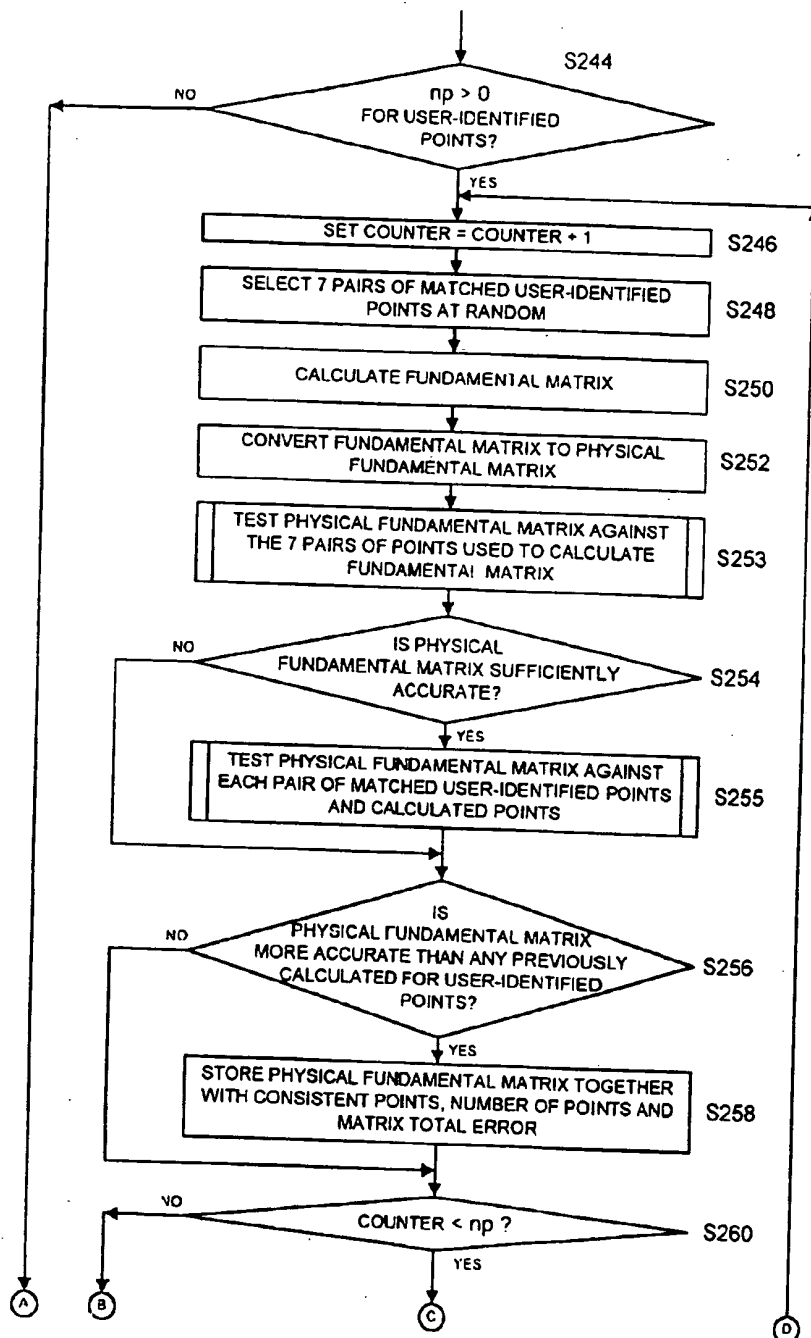 S244
NO
np > 0
FOR USER-IDENTIFIED
POINTS?
YES
SET COUNTER = COUNTER + 1
S246
SELECT 7 PAIRS OF MATCHED USER-IDENTIFIED
POINTS AT RANDOM
S248
CALCULATE FUNDAMENTAL MATRIX
S250
CONVERT FUNDAMENTAL MATRIX TO PHYSICAL
FUNDAMENTAL MATRIX
S252
TEST PHYSICAL FUNDAMENTAL MATRIX AGAINST
THE 7 PAIRS OF POINTS USED TO CALCULATE
FUNDAMENTAL MATRIX
S253
NO
IS PHYSICAL
FUNDAMENTAL MATRIX SUFFICIENTLY
ACCURATE?
S254
YES
TEST PHYSICAL FUNDAMENTAL MATRIX AGAINST
EACH PAIR OF MATCHED USER-IDENTIFIED POINTS
AND CALCULATED POINTS
S255
IS
PHYSICAL FUNDAMENTAL MATRIX
NO
MORE ACCURATE THAN ANY PREVIOUSLY
CALCULATED FOR USER-IDENTIFIED
POINTS?
S256
YES
STORE PHYSICAL FUNDAMENTAL MATRIX TOGETHER
WITH CONSISTENT POINTS, NUMBER OF POINTS AND
MATRIX TOTAL ERROR
S258
NO
COUNTER < np ?
S260
YES
A
B
C
D